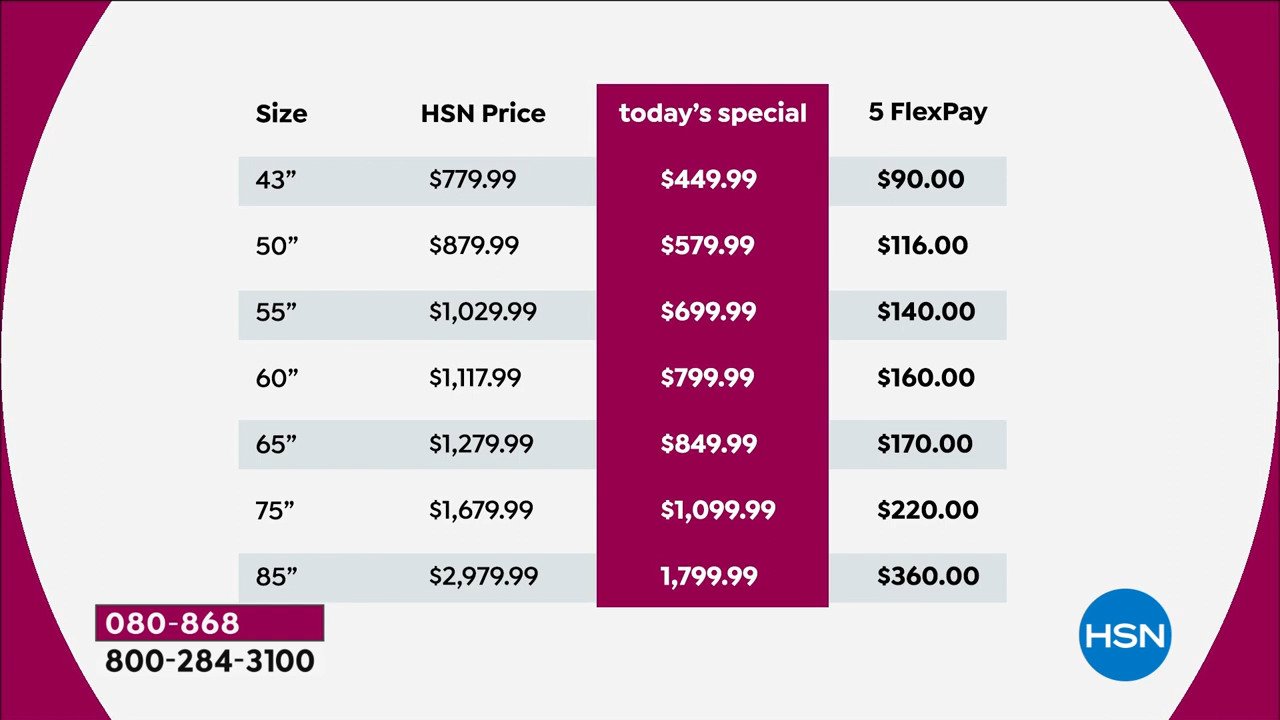 Size HSN Price today’s special 5 FlexPay
43” $779.99 $449.99 $90.00
50” $879.99 $579.99 $116.00
55” $1,029.99 $699.99 $140.00
60” $1,117.99 $799.99 $160.00
65” $1,279.99 $849.99 $170.00
75” $1,679.99 $1,099.99 $220.00
85” $2,979.99 1,799.99 $360.00
080-868
800-284-3100
HSN